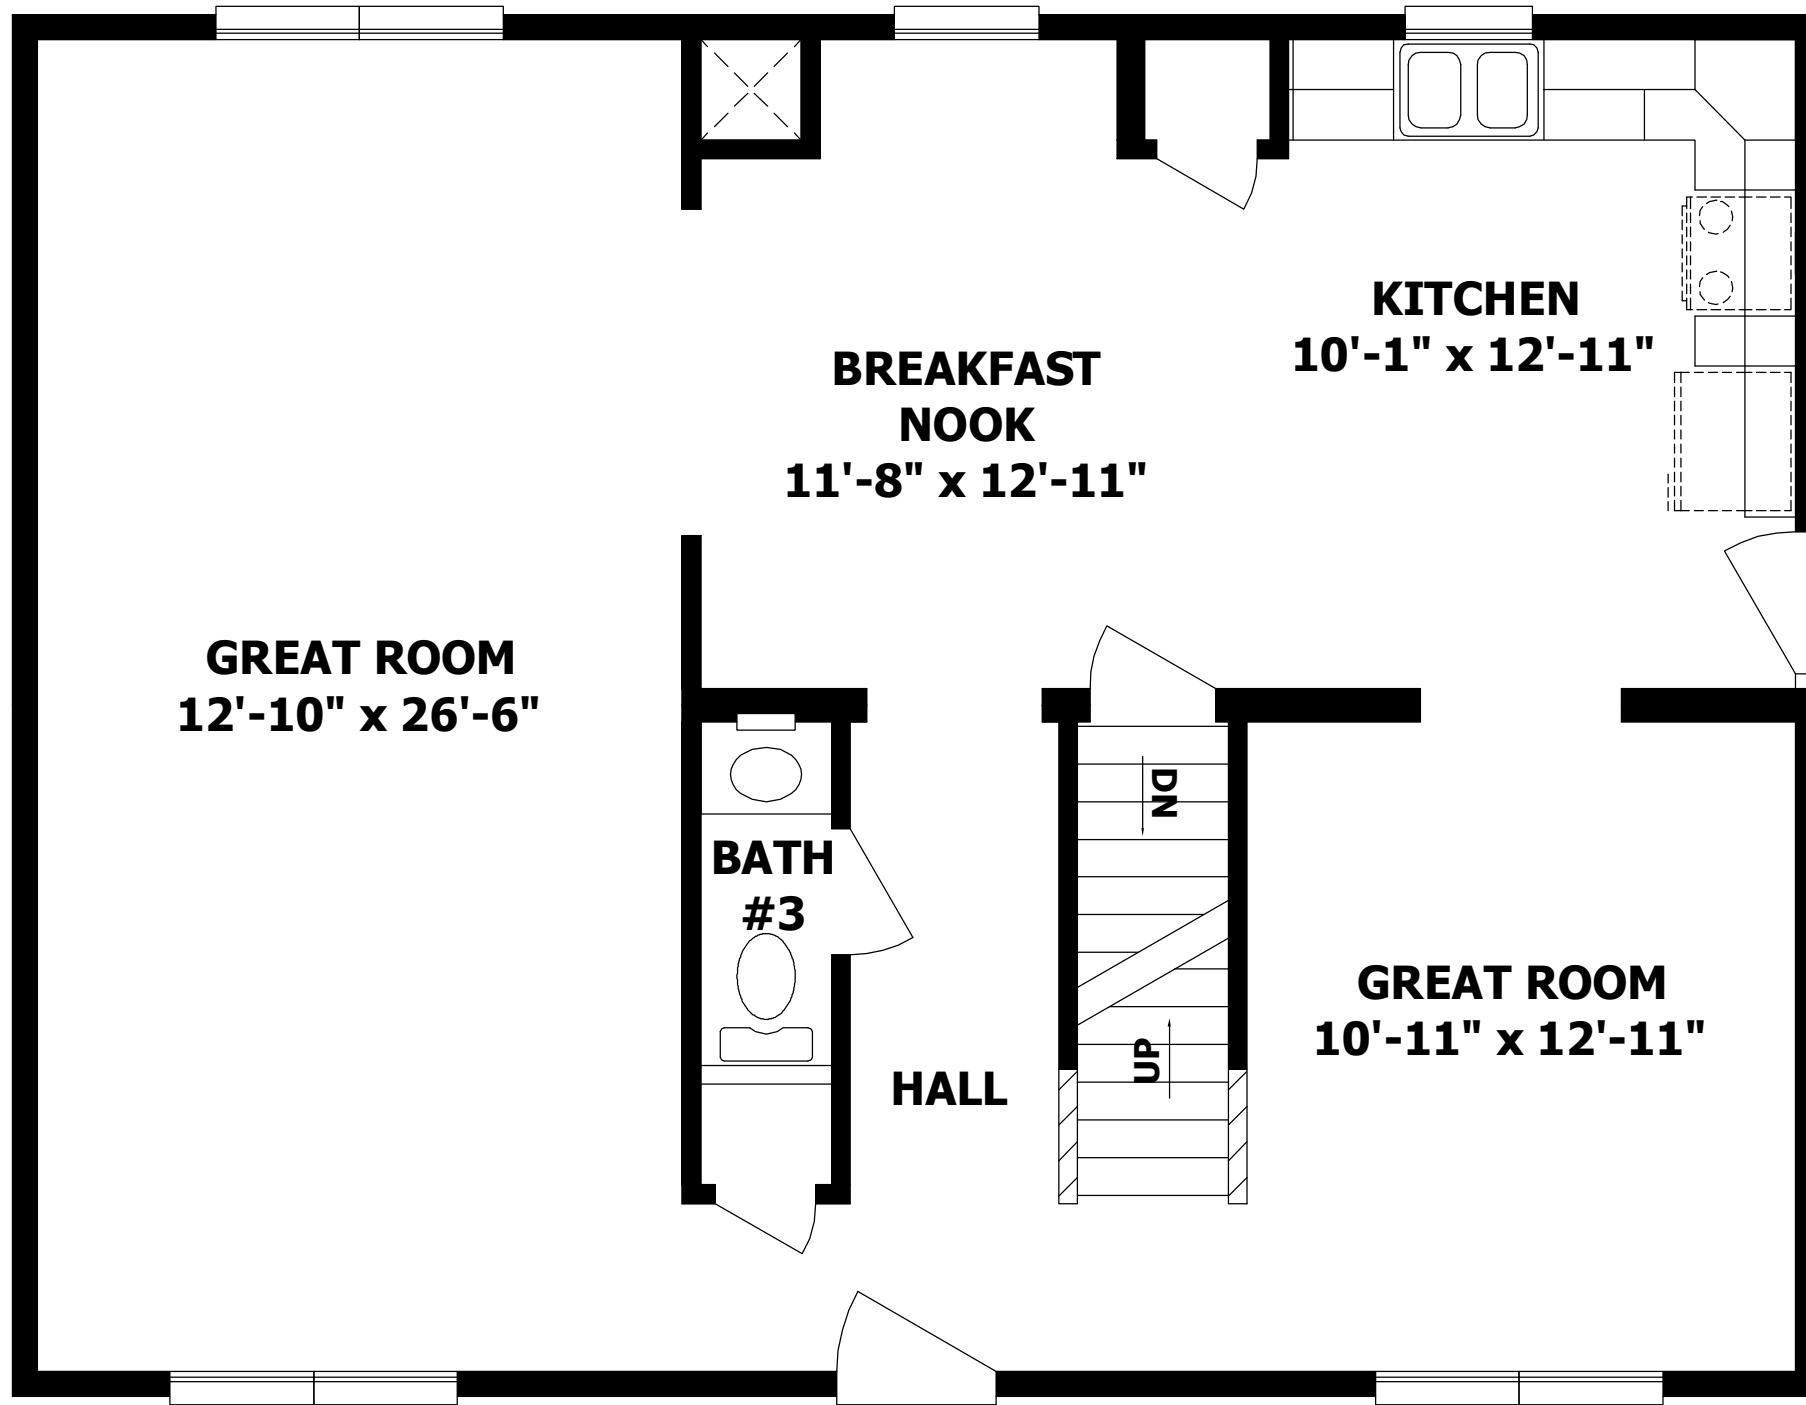 KITCHEN
10'-1" x 12'-11"
BREAKFAST
NOOK
11'-8" x 12'-11"
GREAT ROOM
12'-10" x 26'-6"
DN
BATH
#3
GREAT ROOM
10'-11" x 12'-11"
UP
HALL